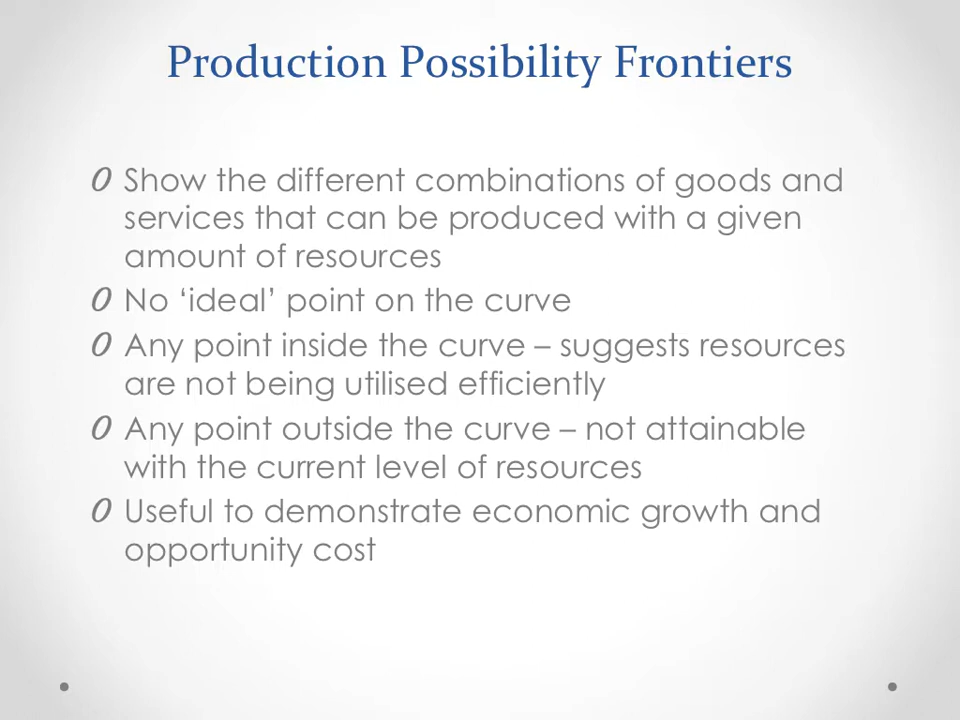 Production Possibility Frontiers
0 Show the different combinations of goods and
services that can be produced with a given
amount of resources
0 No ‘ideal’ point on the curve
0 Any point inside the curve – suggests resources
are not being utilised efficiently
0 Any point outside the curve – not attainable
with the current level of resources
0 Useful to demonstrate economic growth and
opportunity cost